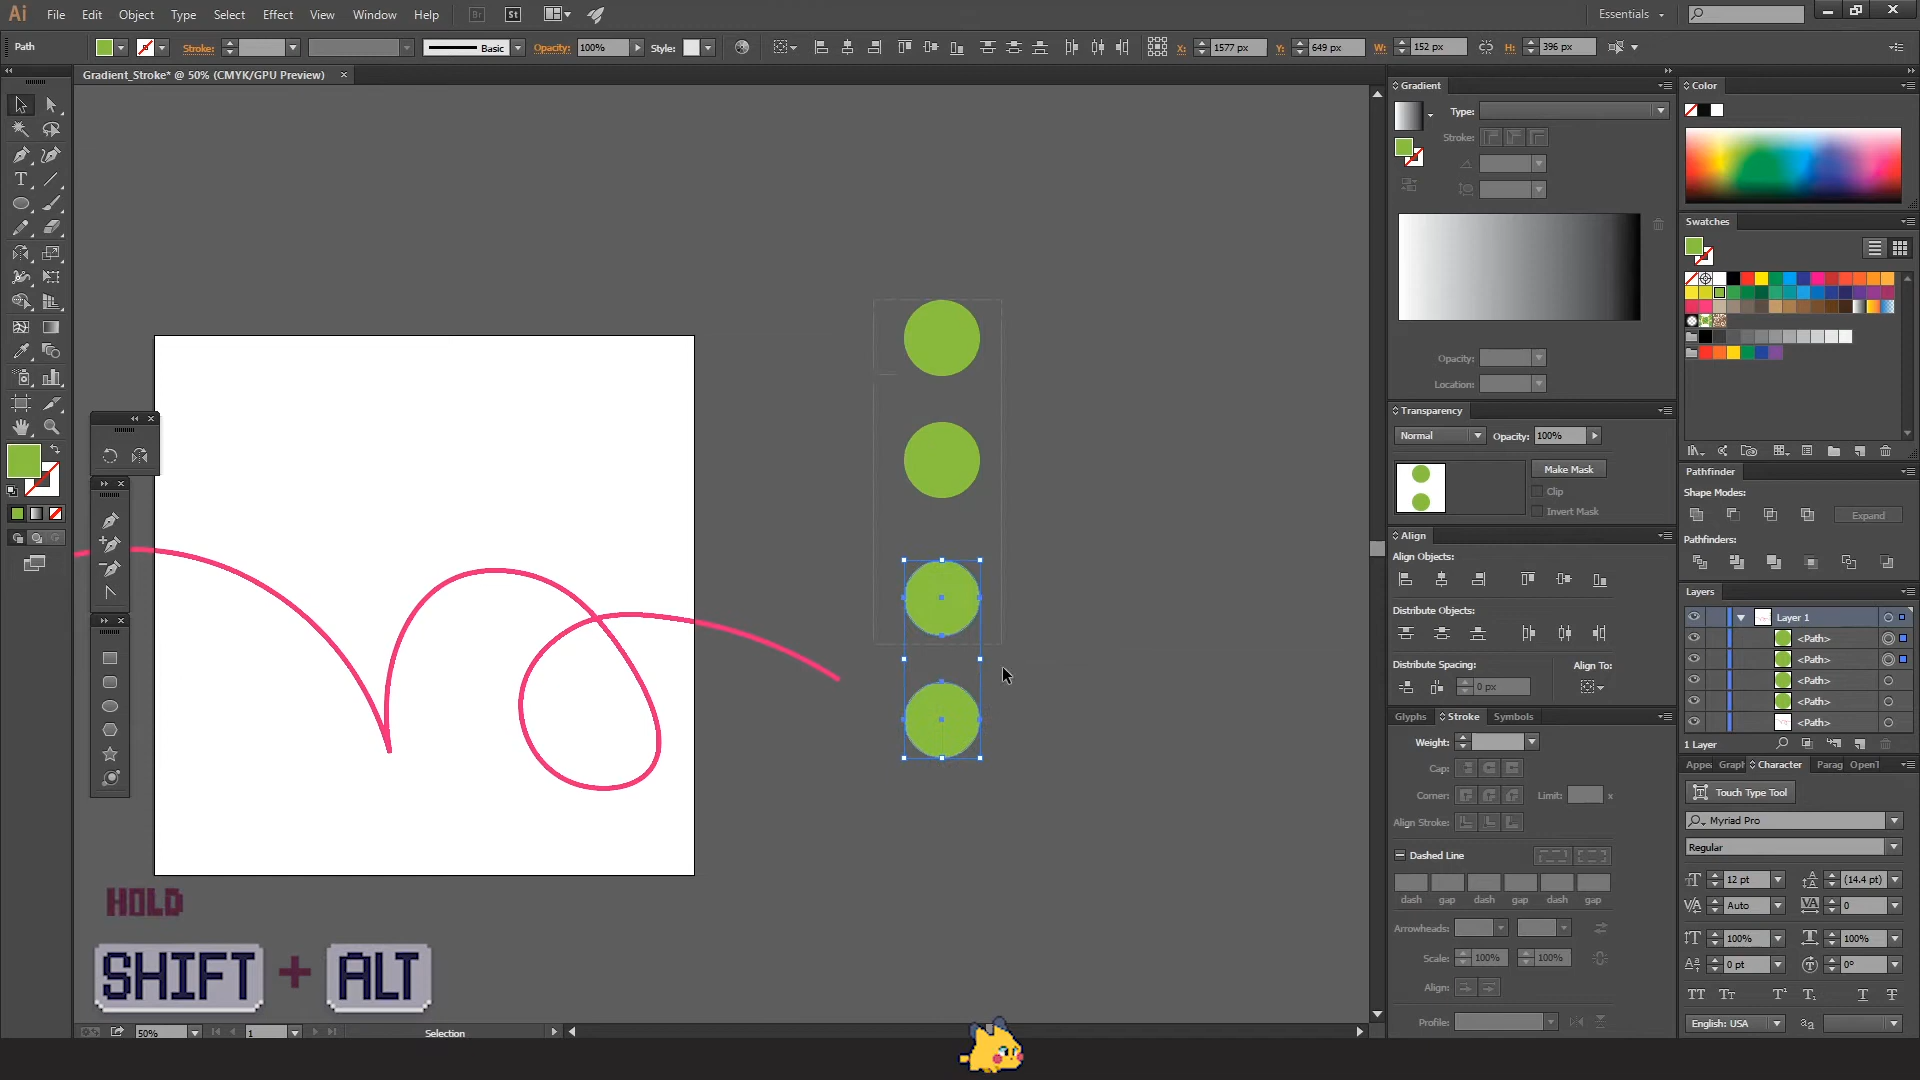 Ai File Edit Object Type Select Effect View Window Help Br St Essentials
Path Stroke: Basic Opacity: 100% Style: X: 1577 px Y: 649 px W: 152 px H: 396 px
Gradient_Stroke* @ 50% (CMYK/GPU Preview)
Gradient
Type:
Stroke:
Opacity:
Location:
Transparency
Normal Opacity: 100%
Make Mask
Clip
Invert Mask
Align
Align Objects:
Distribute Objects:
Distribute Spacing: Align To:
0 px
Glyphs Stroke Symbols
Weight:
Cap:
Corner: Limit: x
Align Stroke:
Dashed Line
dash gap dash gap dash gap
Arrowheads:
Scale: 100% 100%
Align:
Profile:
Color
Swatches
Pathfinder
Shape Modes:
Expand
Pathfinders:
Layers
Layer 1
<Path>
<Path>
<Path>
<Path>
<Path>
1 Layer
Appe Grap Character Parag OpenT
Touch Type Tool
Myriad Pro
Regular
12 pt (14.4 pt)
Auto 0
100% 100%
0 pt 0°
English: USA
HOLD
SHIFT + ALT
50% 1 Selection